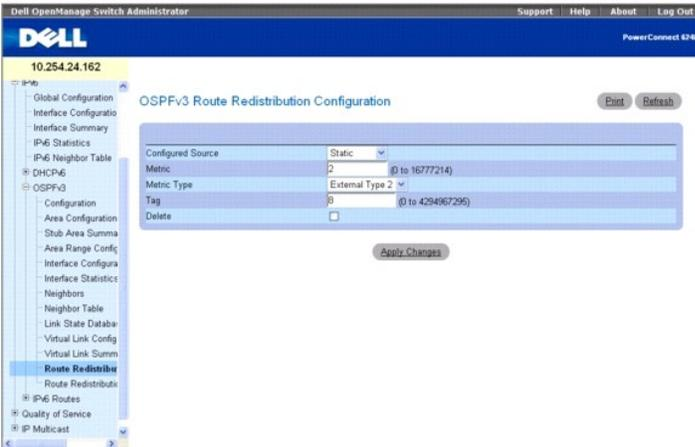 Dell OpenManage Switch Administrator
Support Help About Log Out
DELL
PowerConnect
10.254.24.162
IPv6
Global Configuration
Interface Configuratio
Interface Summary
IPv6 Statistics
IPv6 Neighbor Table
DHCPv6
OSPFv3
Configuration
Area Configuration
Stub Area Summa
Area Range Config
Interface Configura
Interface Statistics
Neighbors
Neighbor Table
Link State Databa
Virtual Link Config
Virtual Link Summ
Route Redistribu
Route Redistributio
IPv6 Routes
Quality of Service
IP Multicast
OSPFv3 Route Redistribution Configuration
Print Refresh
Configured Source Static
Metric 2 (0 to 16777214)
Metric Type External Type 2
Tag 8 (0 to 4294967295)
Delete
Apply Changes